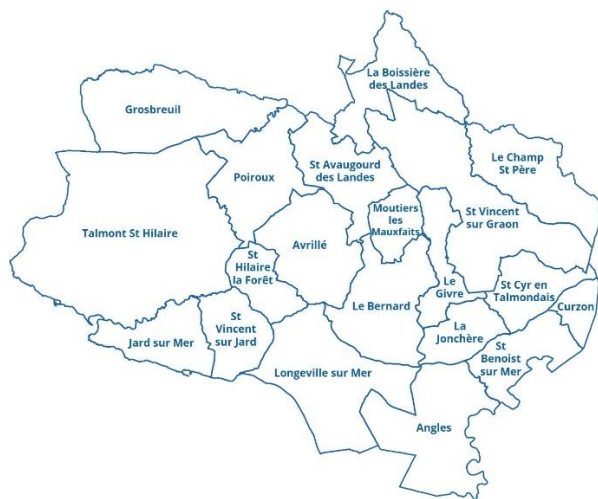 La Boissière
des Landes
Grosbreuil
Le Champ
St Père
St Avaugourd
des Landes
Poiroux
Moutiers
les
Mauxfaits
St Vincent
sur Graon
Talmont St Hilaire
Avrillé
St
Hilaire
la Forêt
Le
Givre
St Cyr en
Talmondais
Le Bernard
Curzon
St
Vincent
sur Jard
La
Jonchère
Jard sur Mer
St
Benoist
sur Mer
Longeville sur Mer
Angles